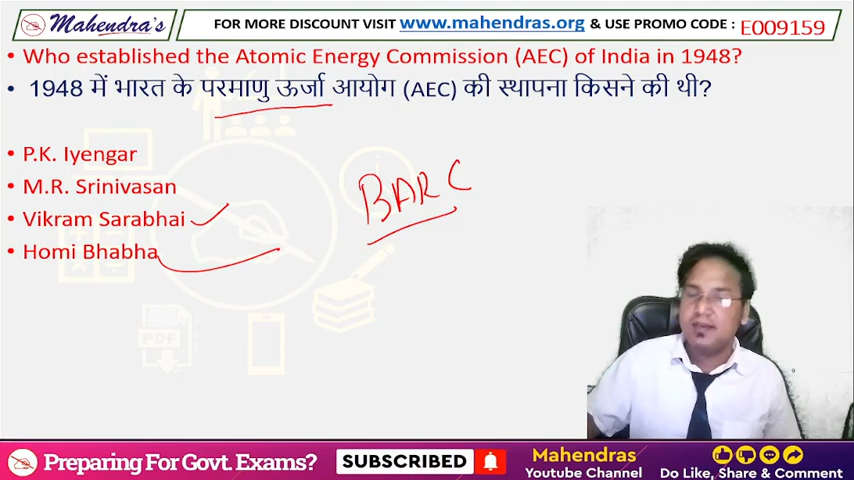 Mahendra's
FOR MORE DISCOUNT VISIT www.mahendras.org & USE PROMO CODE : E009159
• Who established the Atomic Energy Commission (AEC) of India in 1948?
• 1948 में भारत के परमाणु ऊर्जा आयोग (AEC) की स्थापना किसने की थी?
• P.K. Iyengar
• M.R. Srinivasan
• Vikram Sarabhai
• Homi Bhabha
BARC
PDF
Preparing For Govt. Exams?
SUBSCRIBED
Mahendras
Youtube Channel
Do Like, Share & Comment